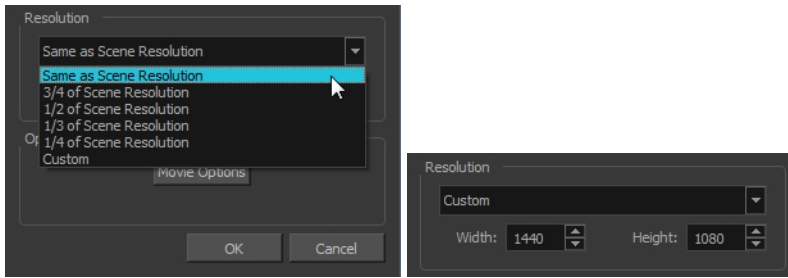 Resolution
Same as Scene Resolution
Same as Scene Resolution
3/4 of Scene Resolution
1/2 of Scene Resolution
1/3 of Scene Resolution
1/4 of Scene Resolution
Custom
Op
Movie Options
OK Cancel
Resolution
Custom
Width: 1440 Height: 1080